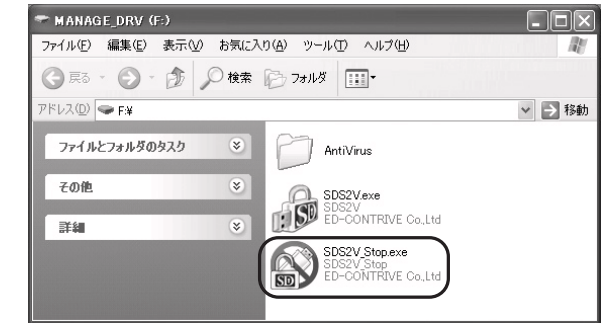 MANAGE_DRV (F:)
ファイル(F) 編集(E) 表示(V) お気に入り(A) ツール(T) ヘルプ(H)
戻る 検索 フォルダ
アドレス(D) F:¥ 移動
ファイルとフォルダのタスク
その他
詳細
AntiVirus
SDS2V.exe
SDS2V
ED-CONTRIVE Co.,Ltd
SDS2V_Stop.exe
SDS2V_Stop
ED-CONTRIVE Co.,Ltd
SD
SD